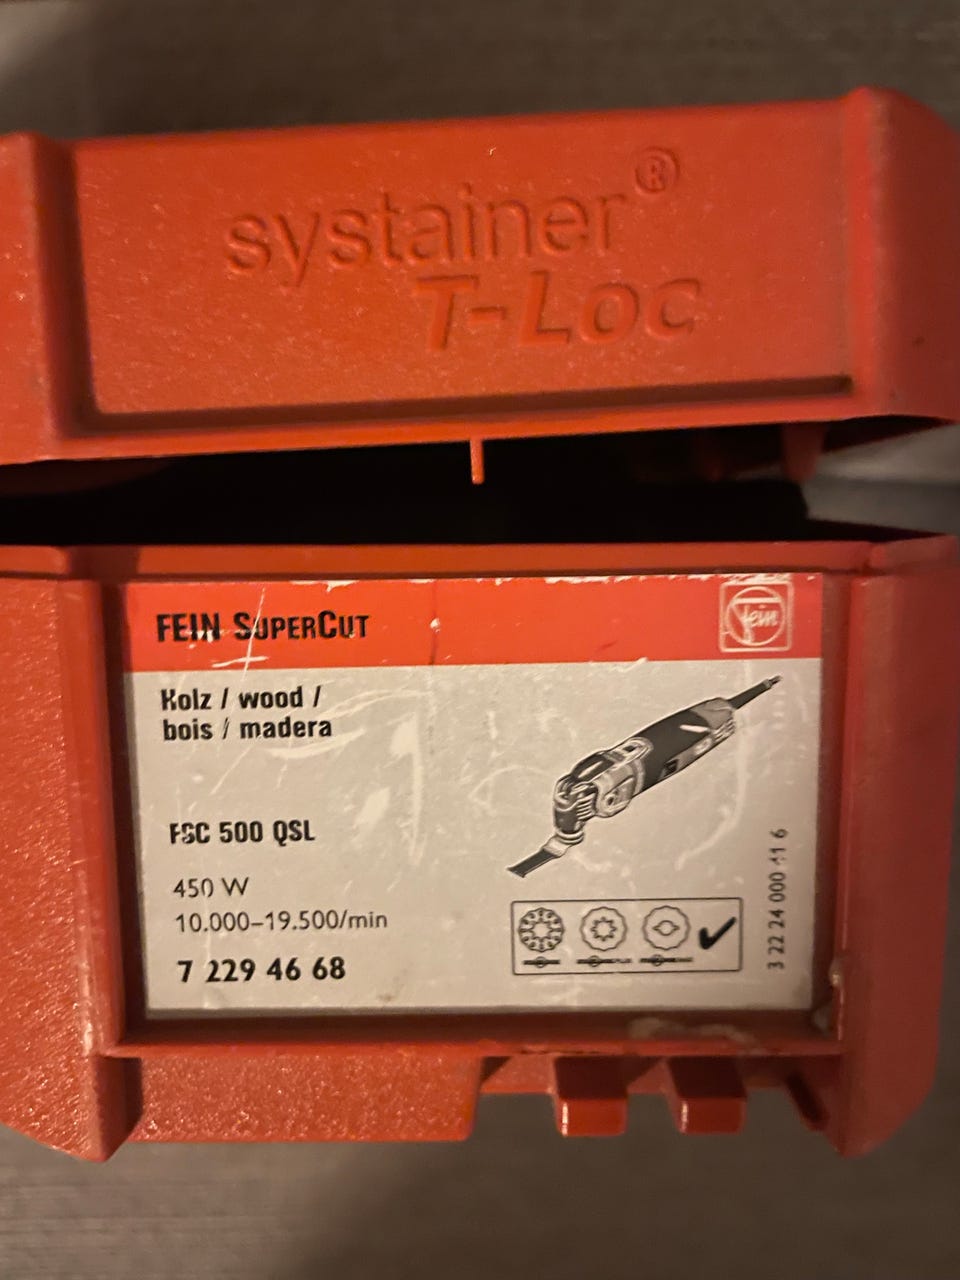 systainer®
T-Loc
FEIN SUPERCUT
Fein
Holz / wood /
bois / madera
FSC 500 QSL
450 W
10.000–19.500/min
7 229 46 68
3 22 24 000 41 6